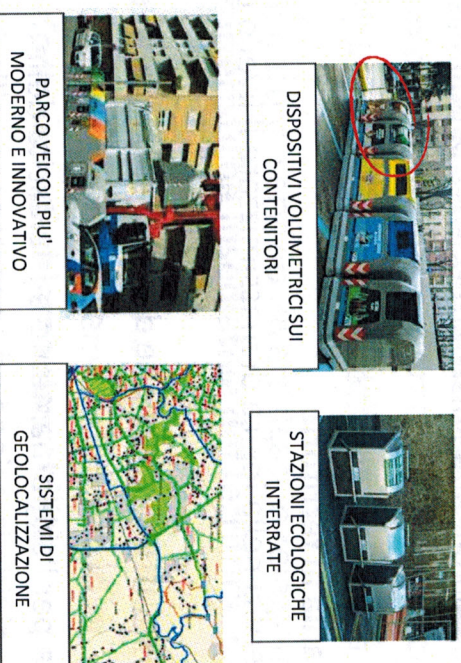 DISPOSITIVI VOLUMETRICI SUI
CONTENITORI
STAZIONI ECOLOGICHE
INTERRATE
PARCO VEICOLI PIU'
MODERNO E INNOVATIVO
SISTEMI DI
GEOLOCALIZZAZIONE